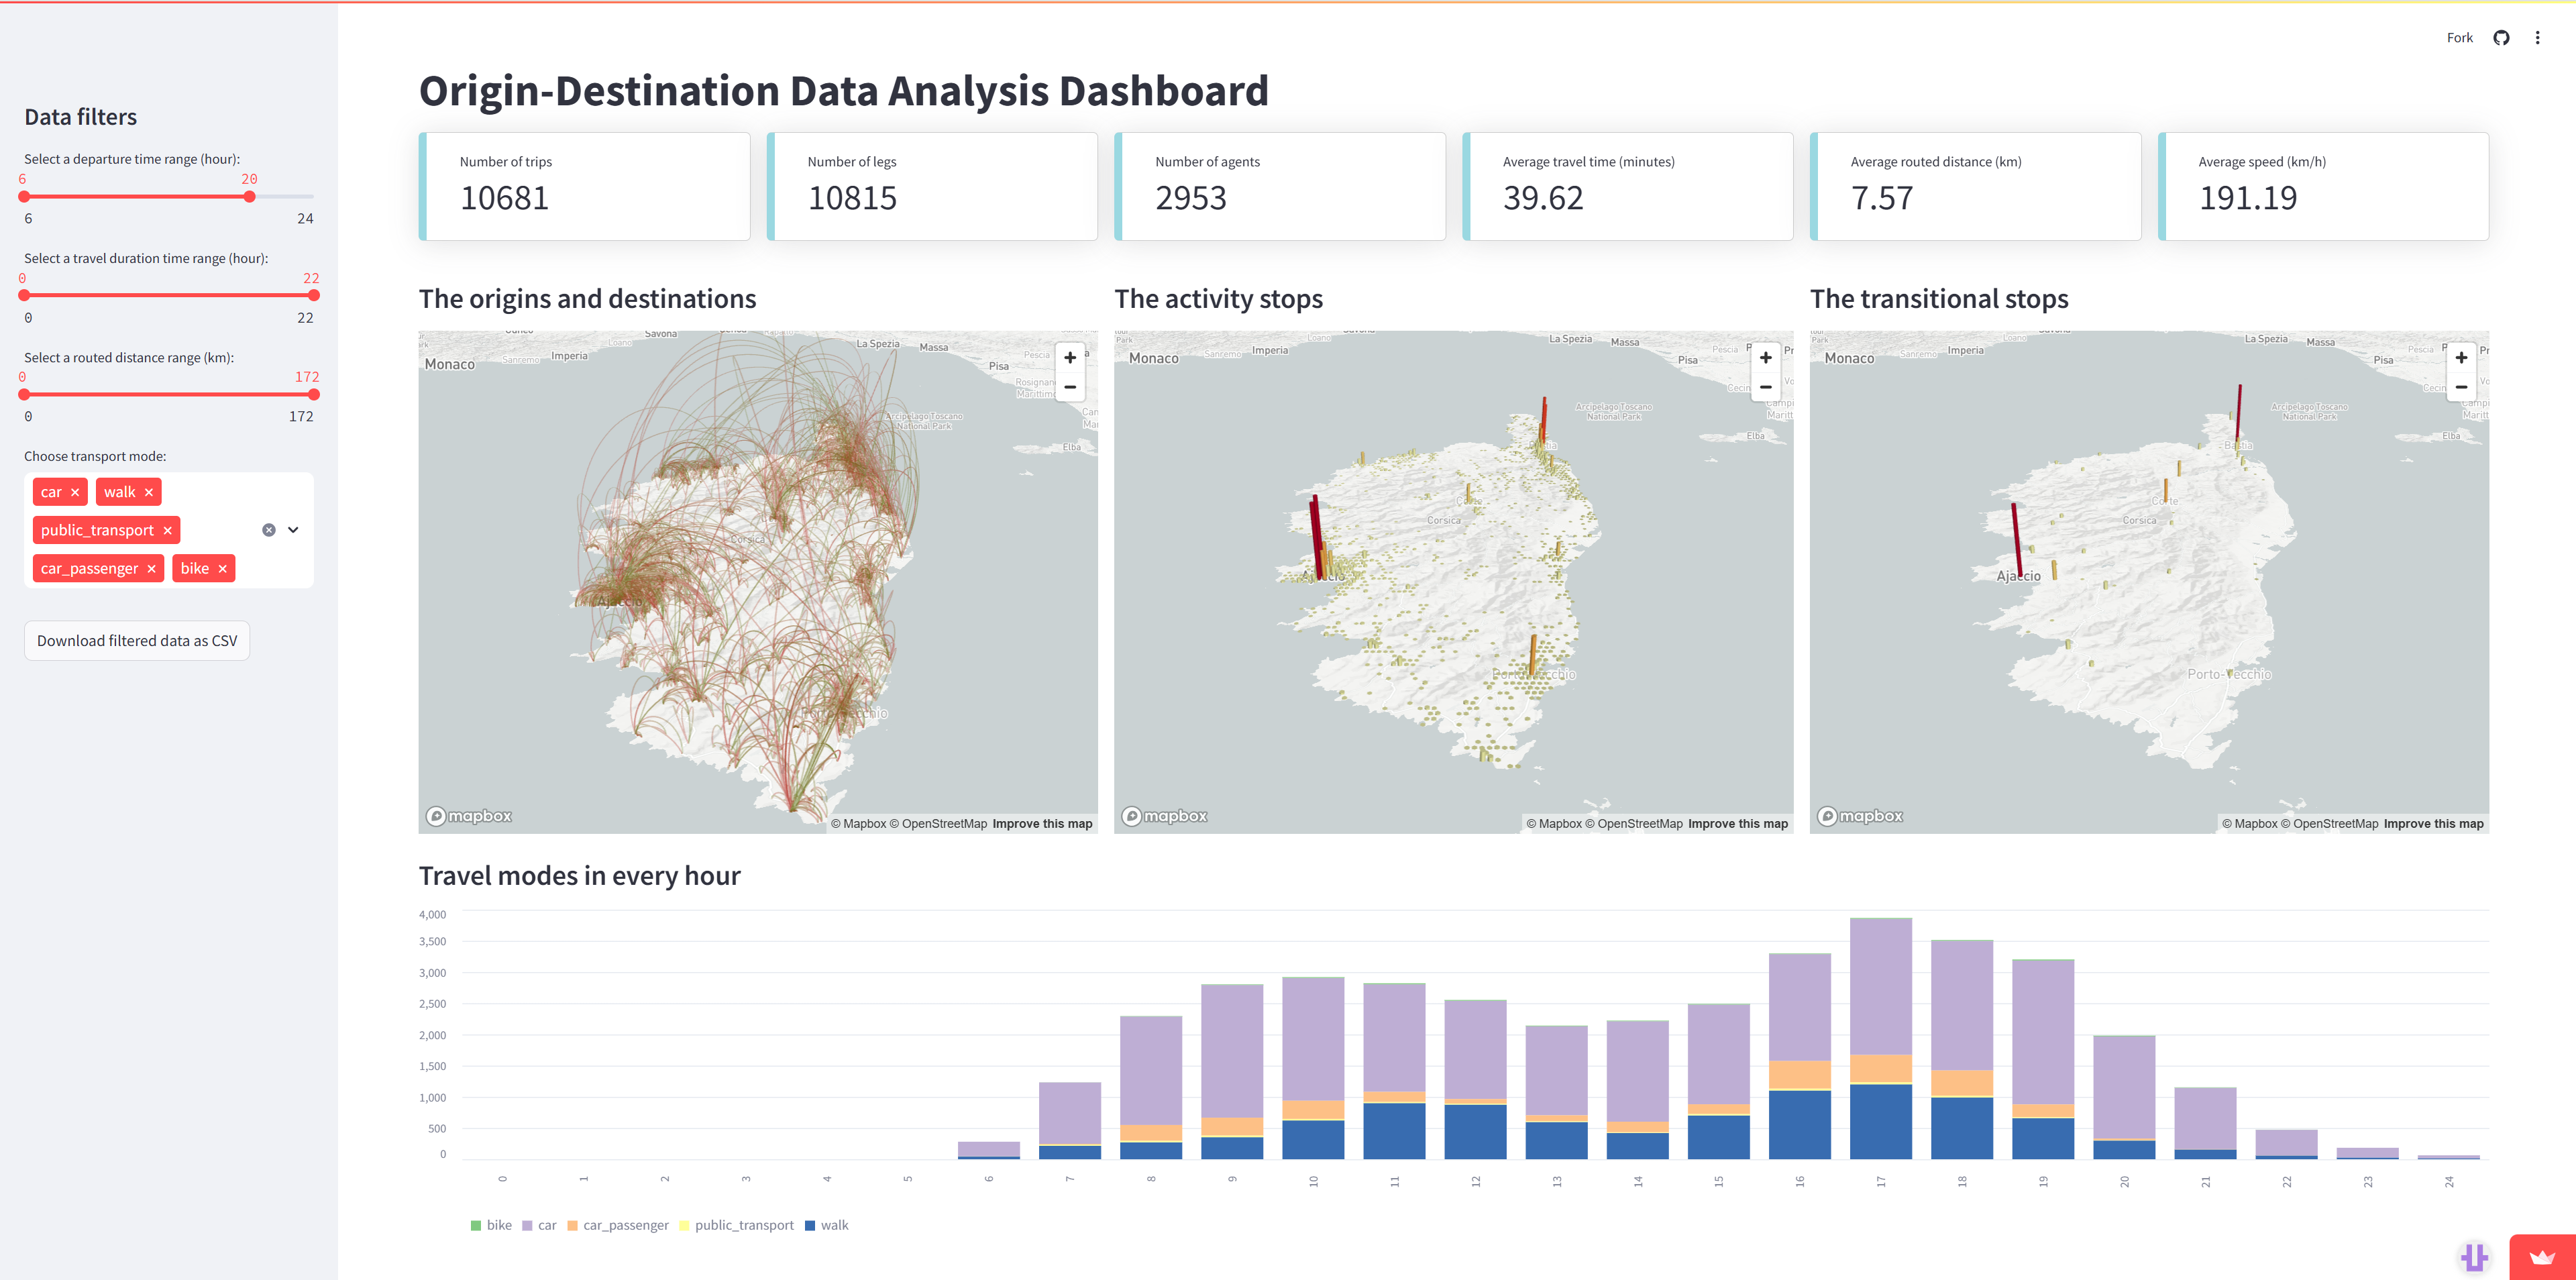 Fork
Data filters
Select a departure time range (hour):
6 20
6 24
Select a travel duration time range (hour):
0 22
0 22
Select a routed distance range (km):
0 172
0 172
Choose transport mode:
car × walk ×
public_transport ×
car_passenger × bike ×
Download filtered data as CSV
Origin-Destination Data Analysis Dashboard
Number of trips
10681
Number of legs
10815
Number of agents
2953
Average travel time (minutes)
39.62
Average routed distance (km)
7.57
Average speed (km/h)
191.19
The origins and destinations
Savona
Loano
La Spezia
Massa
Sanremo
Imperia
Monaco
Pescia
Pisa
Arcipelago Toscano
National Park
Elba
Corsica
Ajaccio
Porto-Vecchio
mapbox
© Mapbox © OpenStreetMap Improve this map
The activity stops
Park
Loano
La Spezia
Massa
Sanremo
Imperia
Monaco
Pescia
Pisa
Arcipelago Toscano
National Park
Elba
Corte
Corsica
Ajaccio
Porto-Vecchio
mapbox
© Mapbox © OpenStreetMap Improve this map
The transitional stops
Park
Loano
La Spezia
Massa
Sanremo
Imperia
Monaco
Pescia
Pisa
Arcipelago Toscano
National Park
Elba
Bastia
Corte
Corsica
Ajaccio
Porto-Vecchio
mapbox
© Mapbox © OpenStreetMap Improve this map
Travel modes in every hour
4,000
3,500
3,000
2,500
2,000
1,500
1,000
500
0
0 1 2 3 4 5 6 7 8 9 10 11 12 13 14 15 16 17 18 19 20 21 22 23 24
bike car car_passenger public_transport walk